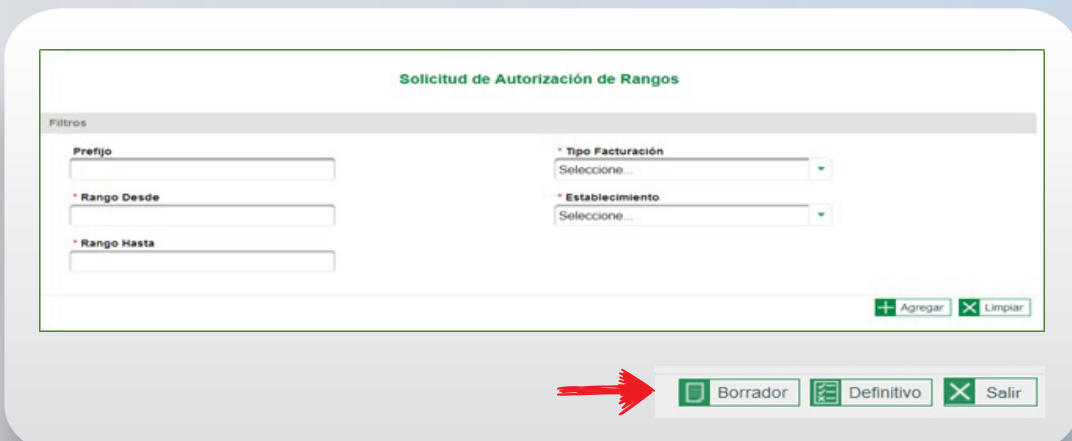 Solicitud de Autorización de Rangos
Filtros
Prefijo
* Tipo Facturación
Seleccione...
* Rango Desde
* Establecimiento
Seleccione...
* Rango Hasta
Agregar
Limpiar
Borrador
Definitivo
Salir